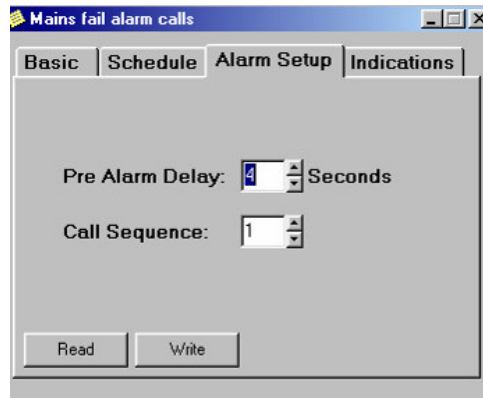 Mains fail alarm calls
Basic Schedule Alarm Setup Indications
Pre Alarm Delay: 4 Seconds
Call Sequence: 1
Read Write